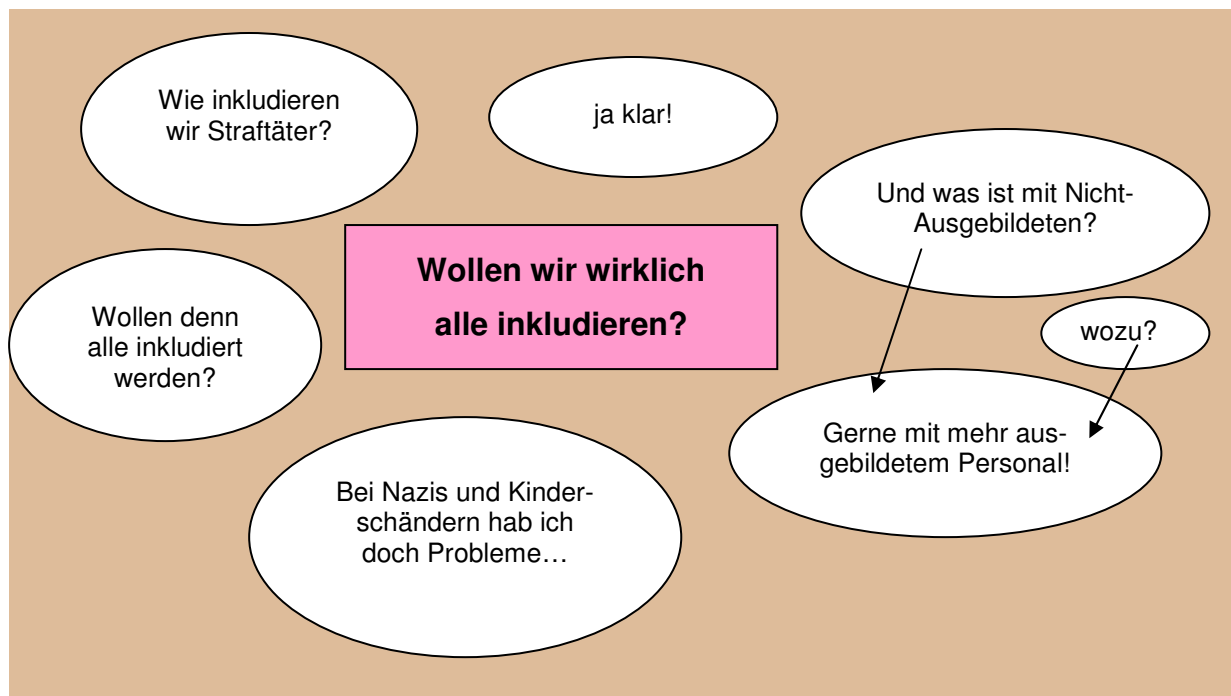 Wie inkludieren
wir Straftäter?
ja klar!
Und was ist mit Nicht-
Ausgebildeten?
Wollen wir wirklich
alle inkludieren?
Wollen denn
alle inkludiert
werden?
wozu?
Gerne mit mehr aus-
gebildetem Personal!
Bei Nazis und Kinder-
schändern hab ich
doch Probleme…